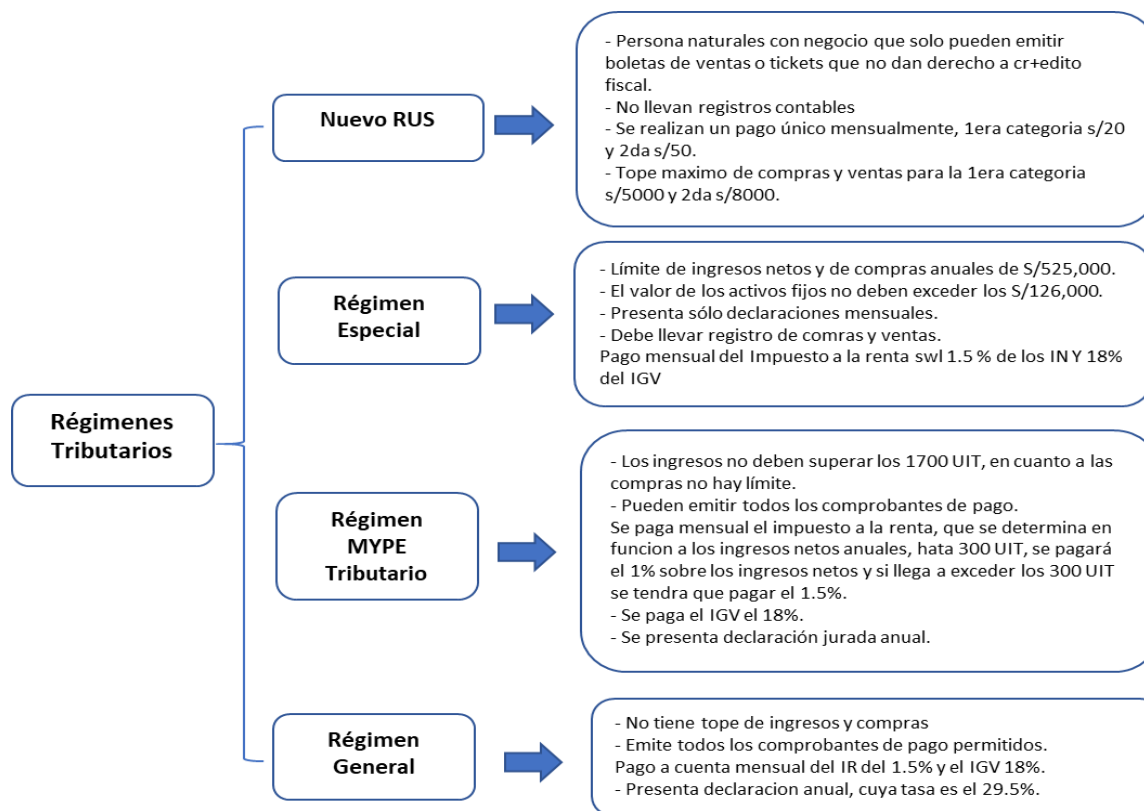 Régimenes
Tributarios
Nuevo RUS
- Persona naturales con negocio que solo pueden emitir
boletas de ventas o tickets que no dan derecho a cr+edito
fiscal.
- No llevan registros contables
- Se realizan un pago único mensualmente, 1era categoria s/20
y 2da s/50.
- Tope maximo de compras y ventas para la 1era categoria
s/5000 y 2da s/8000.
Régimen
Especial
- Límite de ingresos netos y de compras anuales de S/525,000.
- El valor de los activos fijos no deben exceder los S/126,000.
- Presenta sólo declaraciones mensuales.
- Debe llevar registro de comras y ventas.
Pago mensual del Impuesto a la renta swl 1.5 % de los IN Y 18%
del IGV
Régimen
MYPE
Tributario
- Los ingresos no deben superar los 1700 UIT, en cuanto a las
compras no hay límite.
- Pueden emitir todos los comprobantes de pago.
Se paga mensual el impuesto a la renta, que se determina en
funcion a los ingresos netos anuales, hata 300 UIT, se pagará
el 1% sobre los ingresos netos y si llega a exceder los 300 UIT
se tendra que pagar el 1.5%.
- Se paga el IGV el 18%.
- Se presenta declaración jurada anual.
Régimen
General
- No tiene tope de ingresos y compras
- Emite todos los comprobantes de pago permitidos.
Pago a cuenta mensual del IR del 1.5% y el IGV 18%.
- Presenta declaracion anual, cuya tasa es el 29.5%.